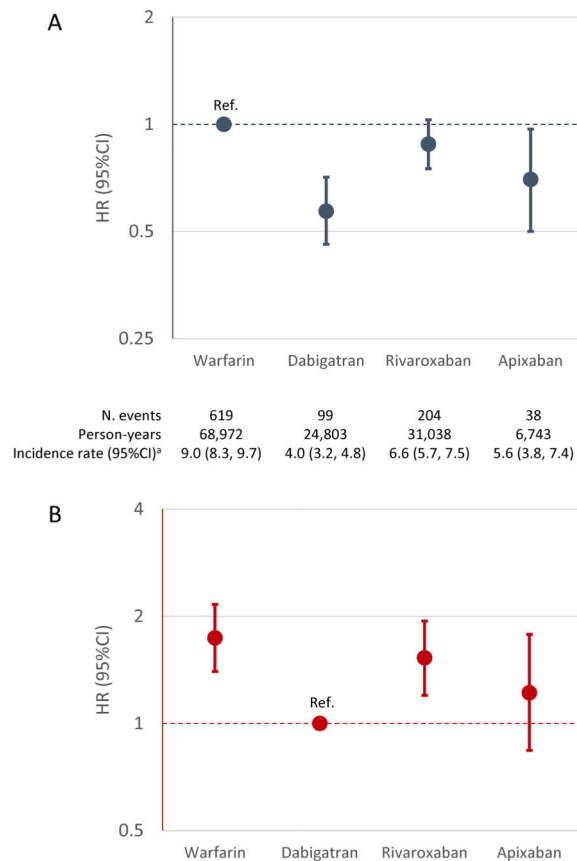 A
2
Ref.
1
HR (95%CI)
0.5
0.25
Warfarin Dabigatran Rivaroxaban Apixaban
N. events 619 99 204 38
Person-years 68,972 24,803 31,038 6,743
Incidence rate (95%CI)ᵃ 9.0 (8.3, 9.7) 4.0 (3.2, 4.8) 6.6 (5.7, 7.5) 5.6 (3.8, 7.4)
B
4
2
HR (95%CI)
Ref.
1
0.5
Warfarin Dabigatran Rivaroxaban Apixaban